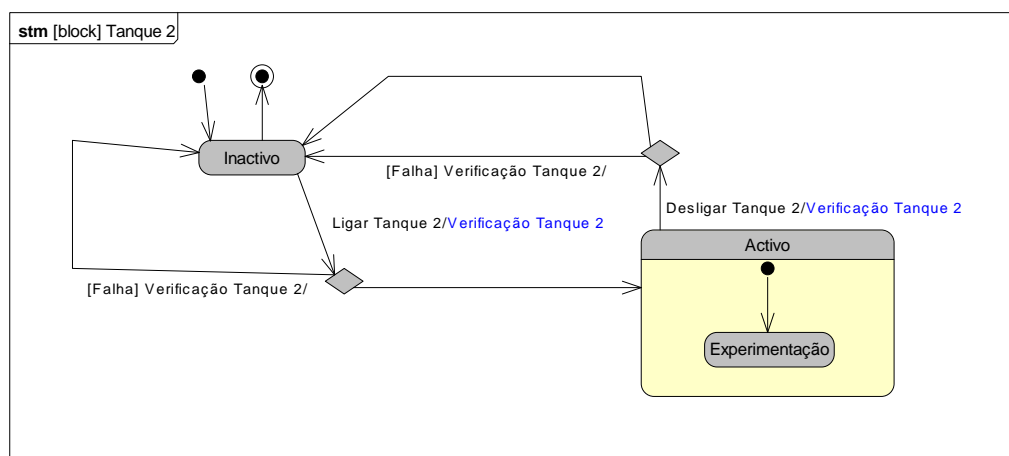 stm [block] Tanque 2
Inactivo
[Falha] Verificação Tanque 2/
Ligar Tanque 2/Verificação Tanque 2
Desligar Tanque 2/Verificação Tanque 2
Activo
[Falha] Verificação Tanque 2/
Experimentação